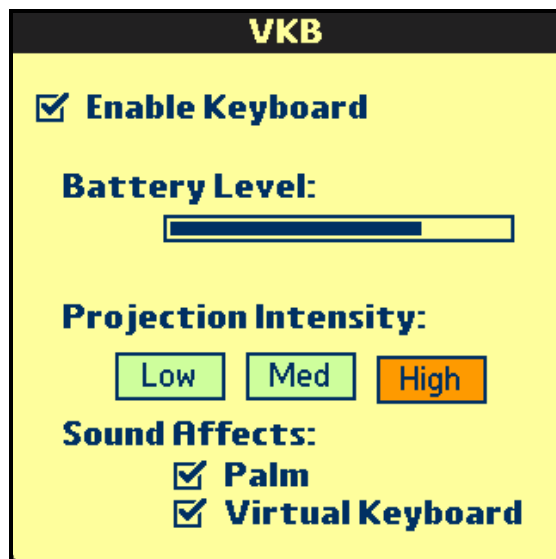 VKB
Enable Keyboard
Battery Level:
Projection Intensity:
Low Med High
Sound Affects:
Palm
Virtual Keyboard